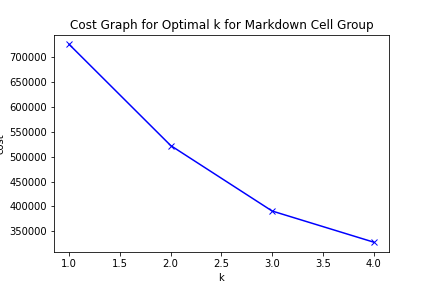 Cost Graph for Optimal k for Markdown Cell Group
700000
650000
600000
550000
500000
450000
400000
350000
cost
1.0 1.5 2.0 2.5 3.0 3.5 4.0
k